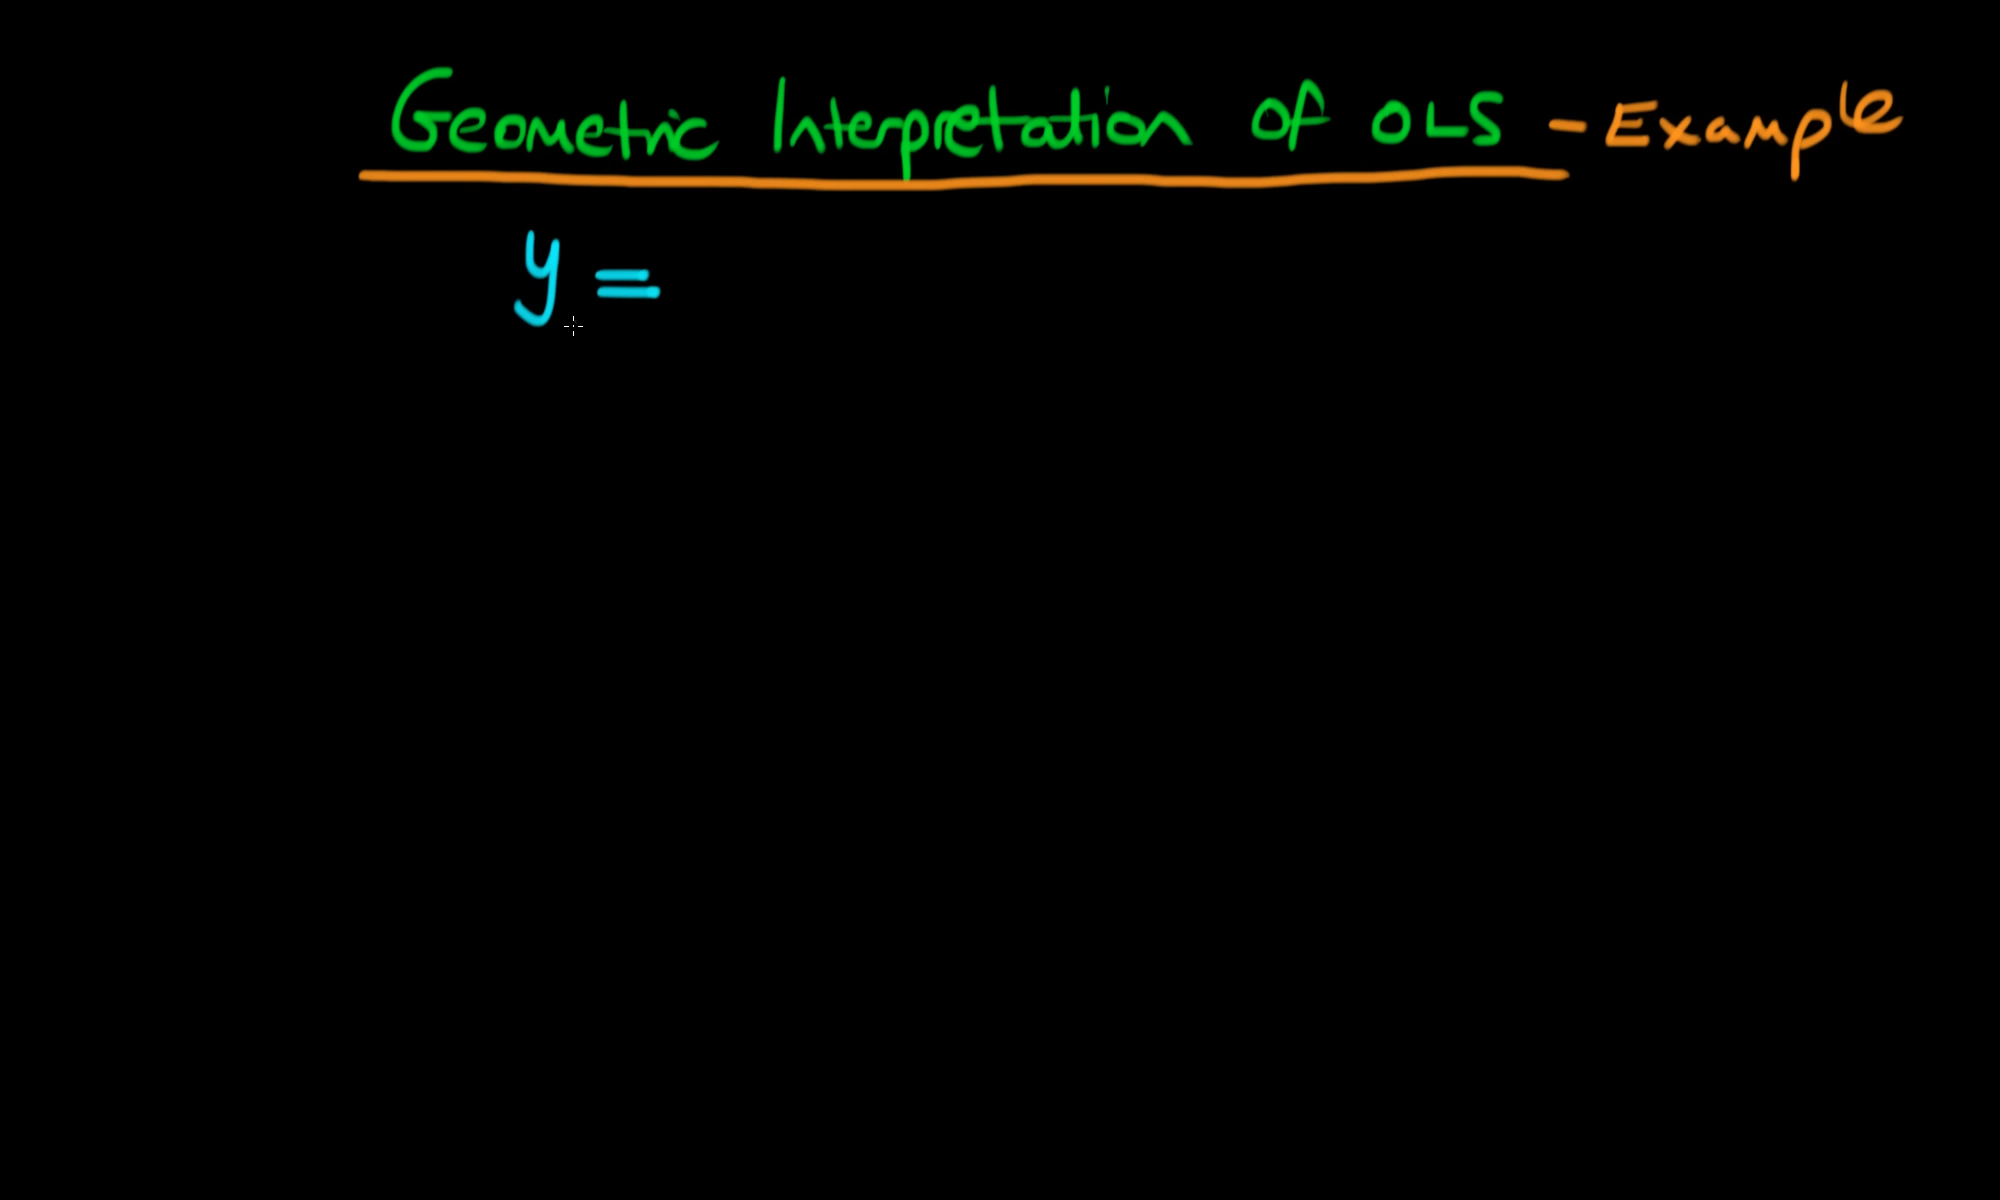 Geometric Interpretation Of OLS - Example
y =